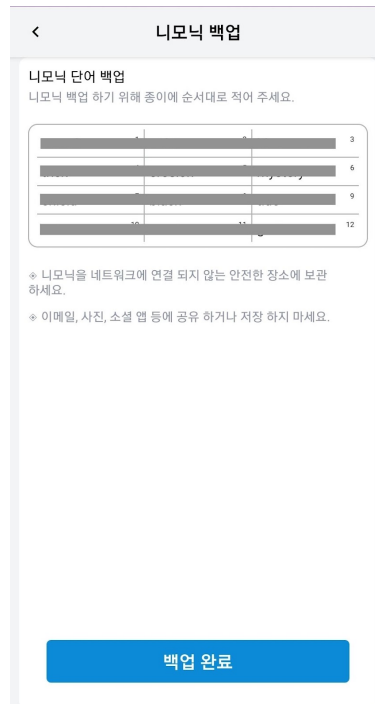 니모닉 백업
니모닉 단어 백업
니모닉 백업 하기 위해 종이에 순서대로 적어 주세요.
3
6
9
10 11 12
※ 니모닉을 네트워크에 연결 되지 않는 안전한 장소에 보관
하세요.
※ 이메일, 사진, 소셜 앱 등에 공유 하거나 저장 하지 마세요.
백업 완료